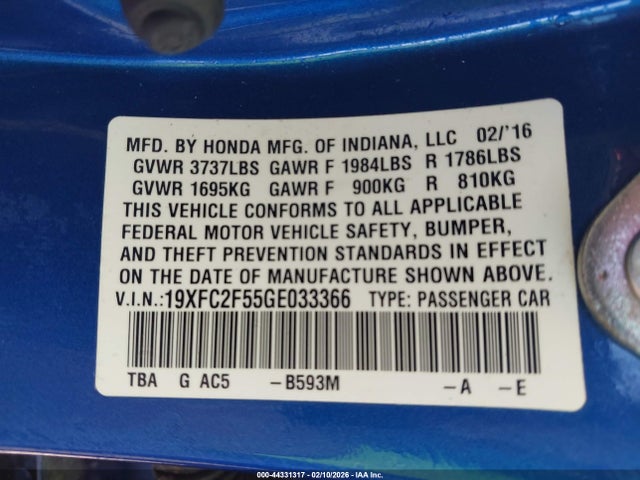 MFD. BY HONDA MFG. OF INDIANA, LLC 02/'16
GVWR 3737LBS GAWR F 1984LBS R 1786LBS
GVWR 1695KG GAWR F 900KG R 810KG
THIS VEHICLE CONFORMS TO ALL APPLICABLE
FEDERAL MOTOR VEHICLE SAFETY, BUMPER,
AND THEFT PREVENTION STANDARDS IN EFFECT
ON THE DATE OF MANUFACTURE SHOWN ABOVE.
V.I.N.:19XFC2F55GE033366 TYPE: PASSENGER CAR
TBA G AC5 -B593M -A -E
000-44331317 - 02/10/2026 - IAA Inc.